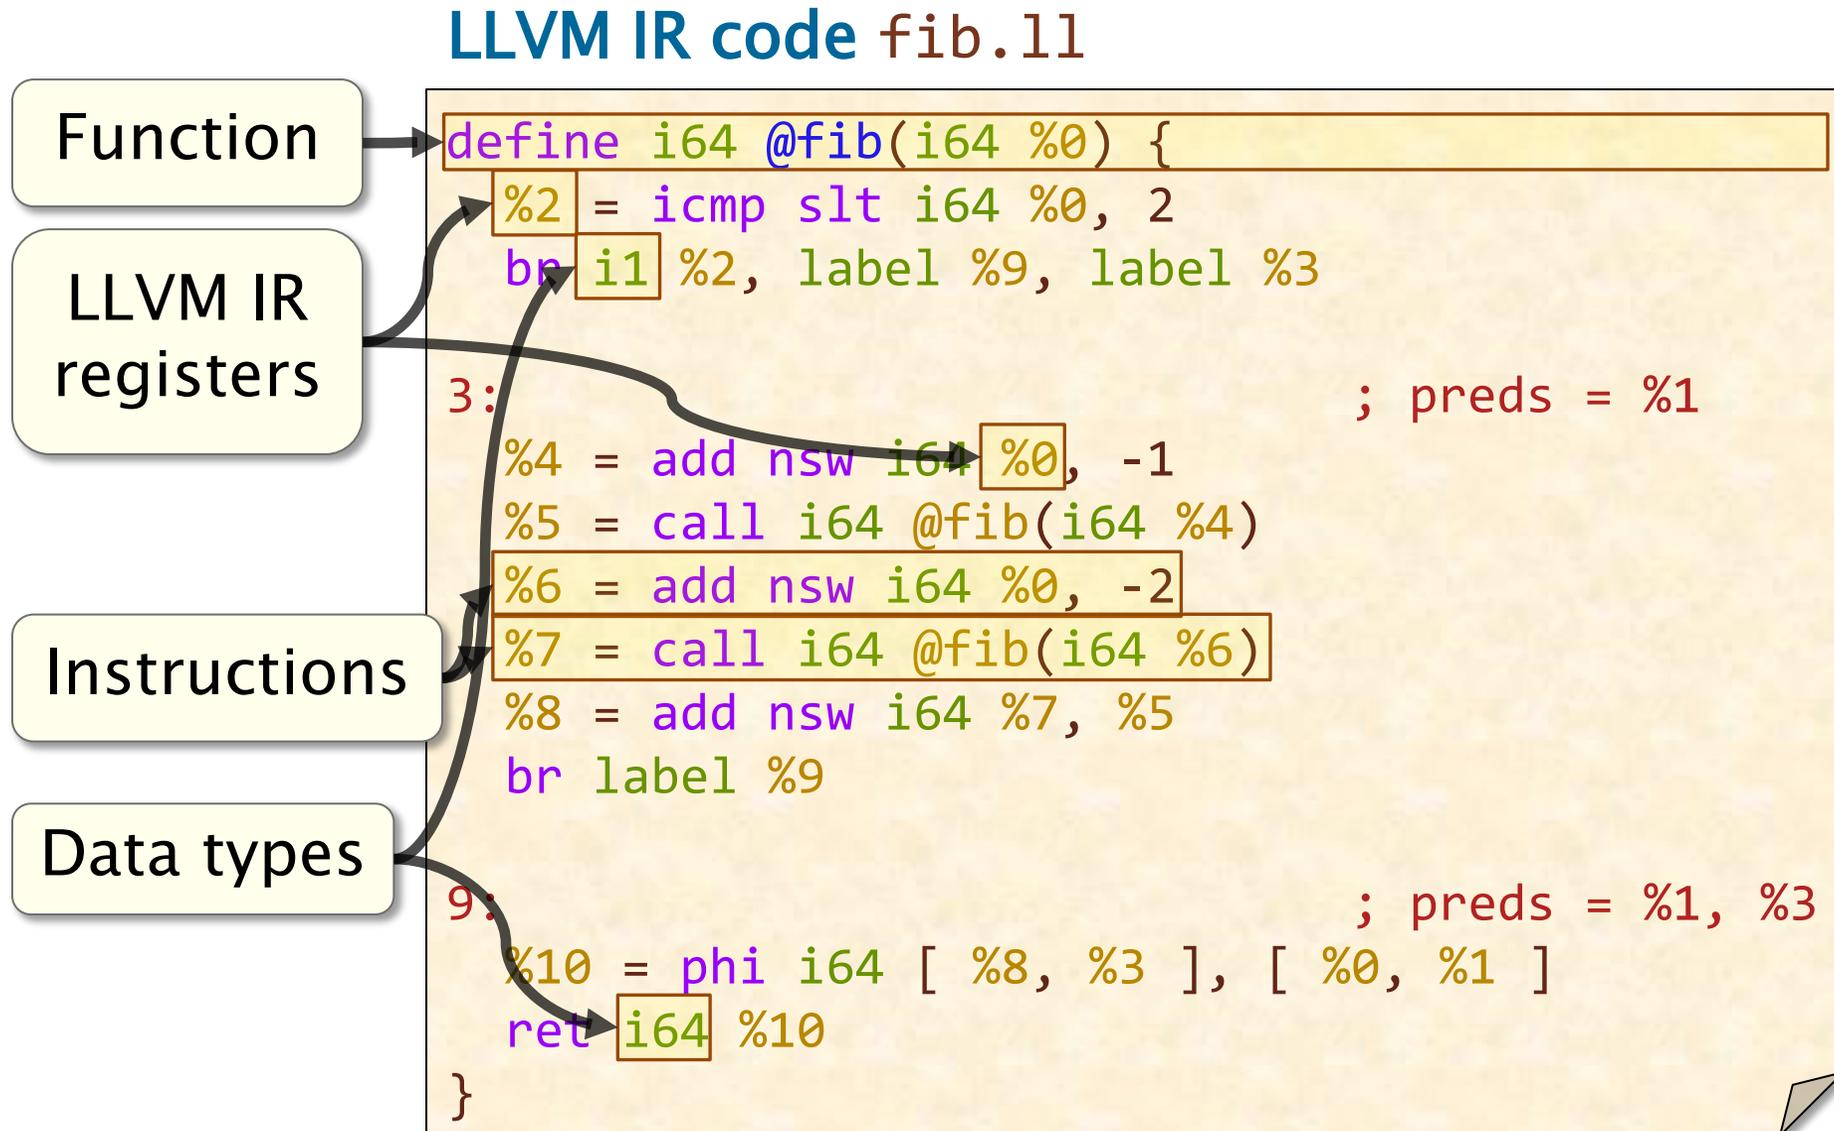 LLVM IR code fib.ll
Function
LLVM IR
registers
Instructions
Data types
define i64 @fib(i64 %0) {
%2 = icmp slt i64 %0, 2
br i1 %2, label %9, label %3
3: ; preds = %1
%4 = add nsw i64 %0, -1
%5 = call i64 @fib(i64 %4)
%6 = add nsw i64 %0, -2
%7 = call i64 @fib(i64 %6)
%8 = add nsw i64 %7, %5
br label %9
9: ; preds = %1, %3
%10 = phi i64 [ %8, %3 ], [ %0, %1 ]
ret i64 %10
}